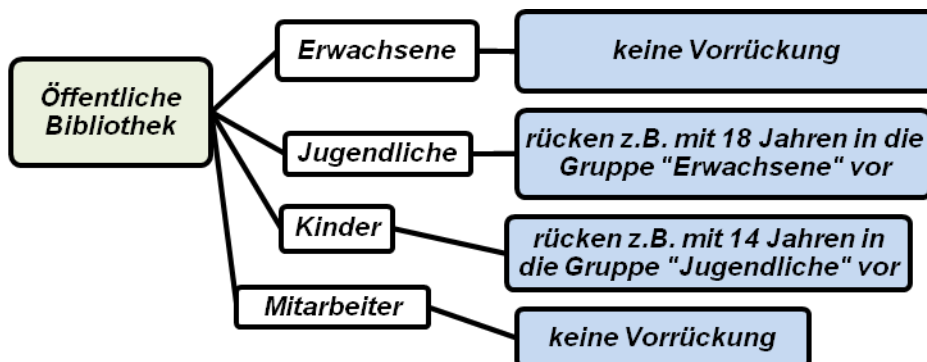 Öffentliche
Bibliothek
Erwachsene
keine Vorrückung
Jugendliche
rücken z.B. mit 18 Jahren in die
Gruppe "Erwachsene" vor
Kinder
rücken z.B. mit 14 Jahren in
die Gruppe "Jugendliche" vor
Mitarbeiter
keine Vorrückung